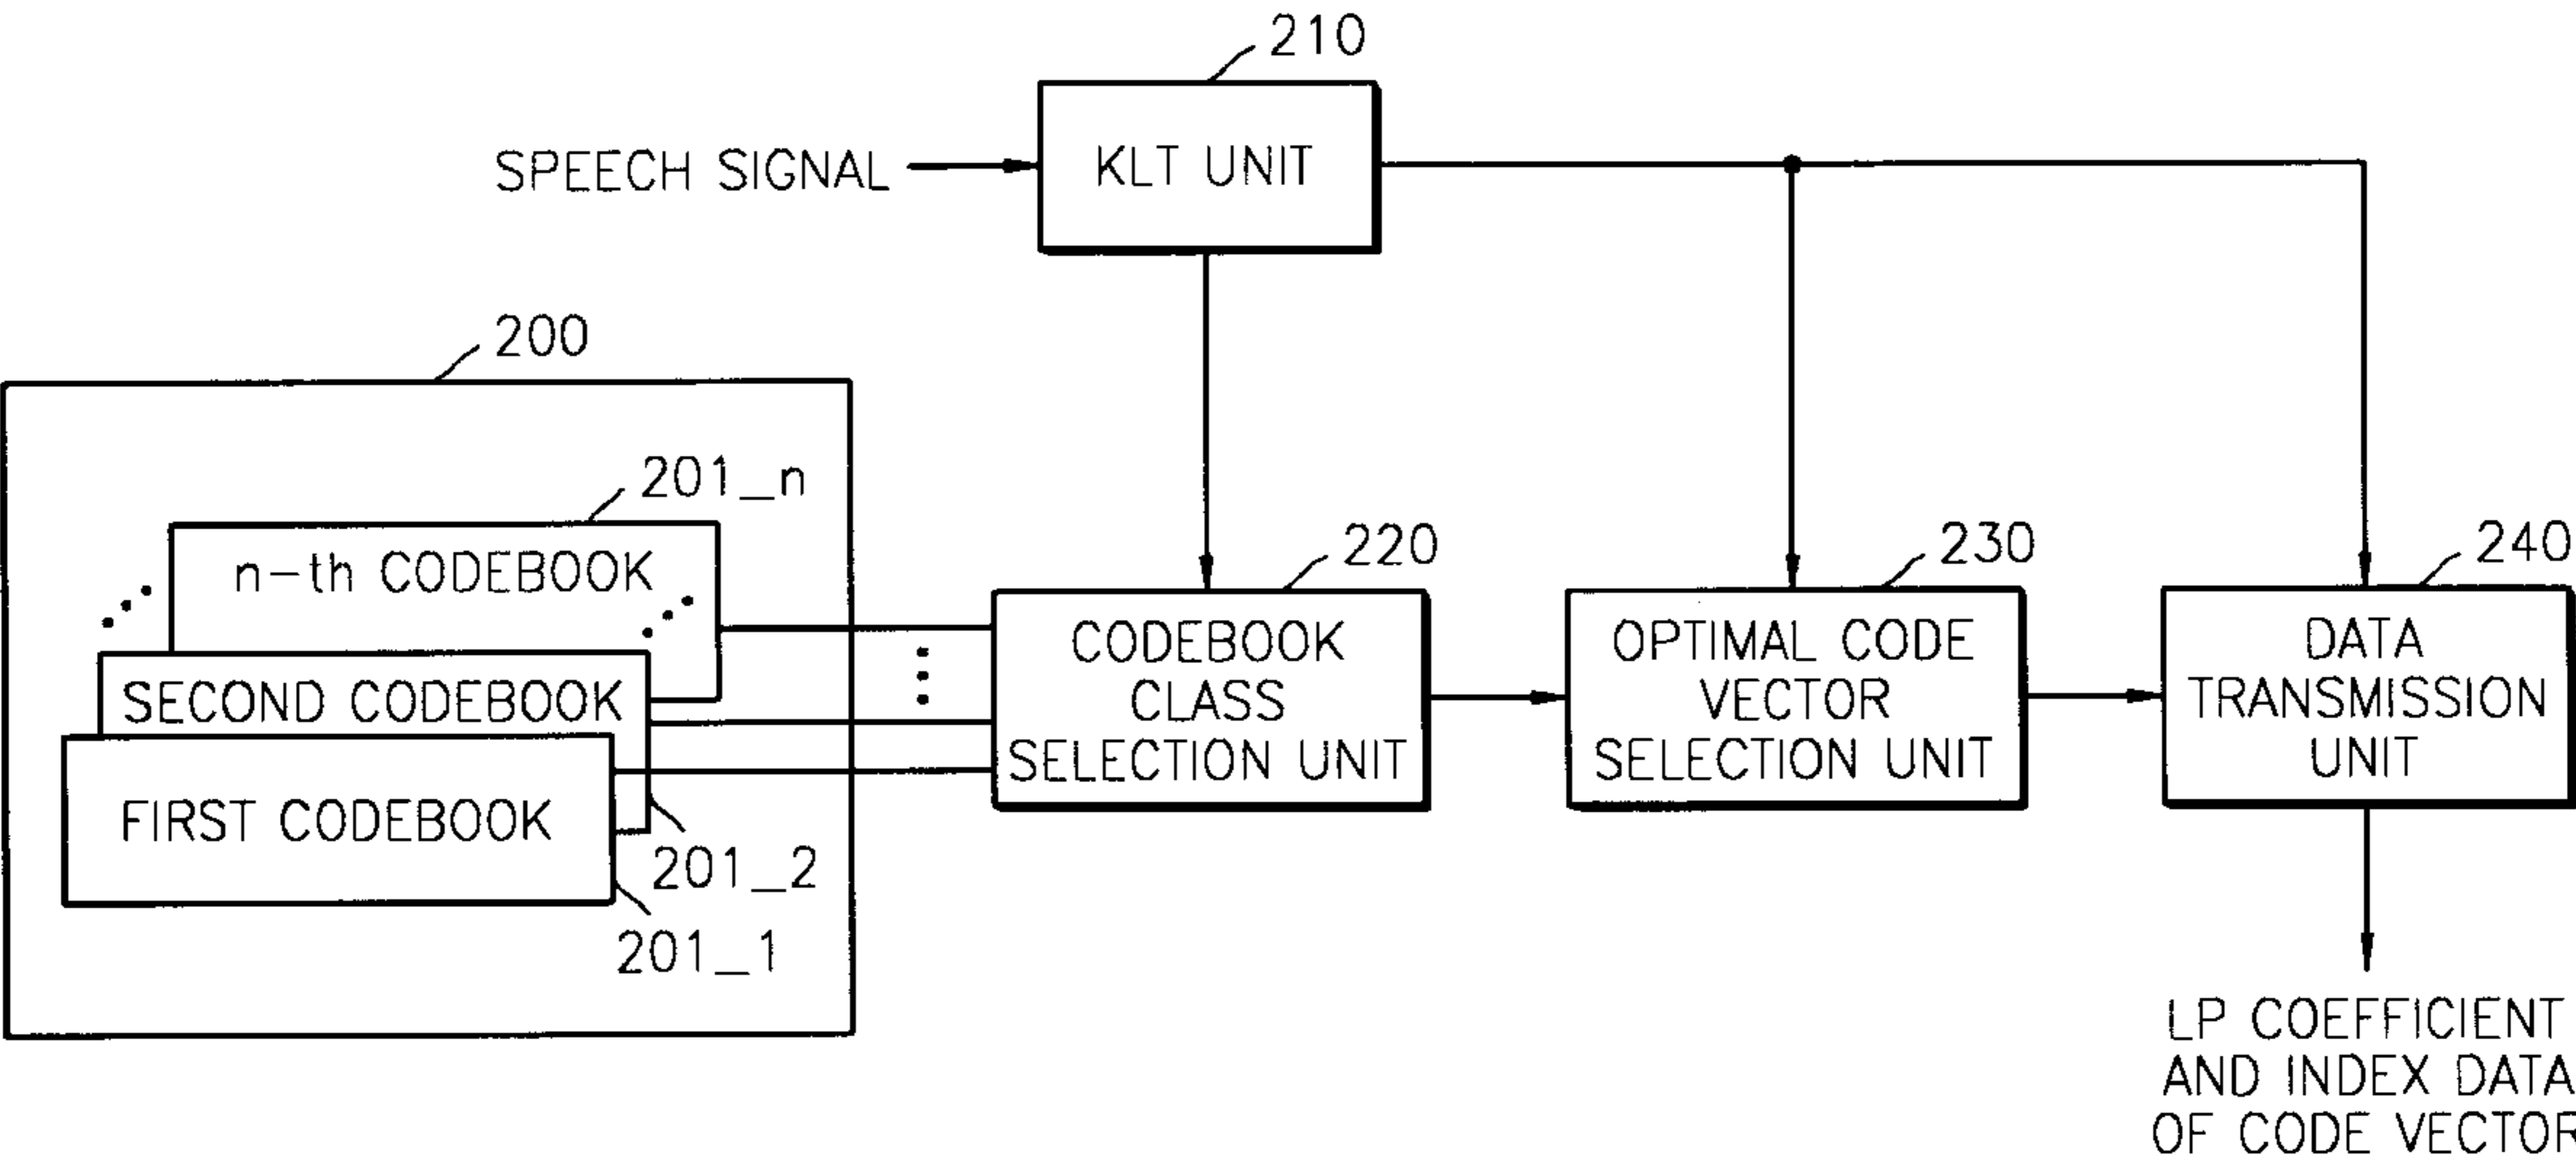 210
SPEECH SIGNAL
KLT UNIT
200
201_n
n-th CODEBOOK
SECOND CODEBOOK
FIRST CODEBOOK
201_2
201_1
220
CODEBOOK
CLASS
SELECTION UNIT
230
OPTIMAL CODE
VECTOR
SELECTION UNIT
240
DATA
TRANSMISSION
UNIT
LP COEFFICIENT
AND INDEX DATA
OF CODE VECTOR